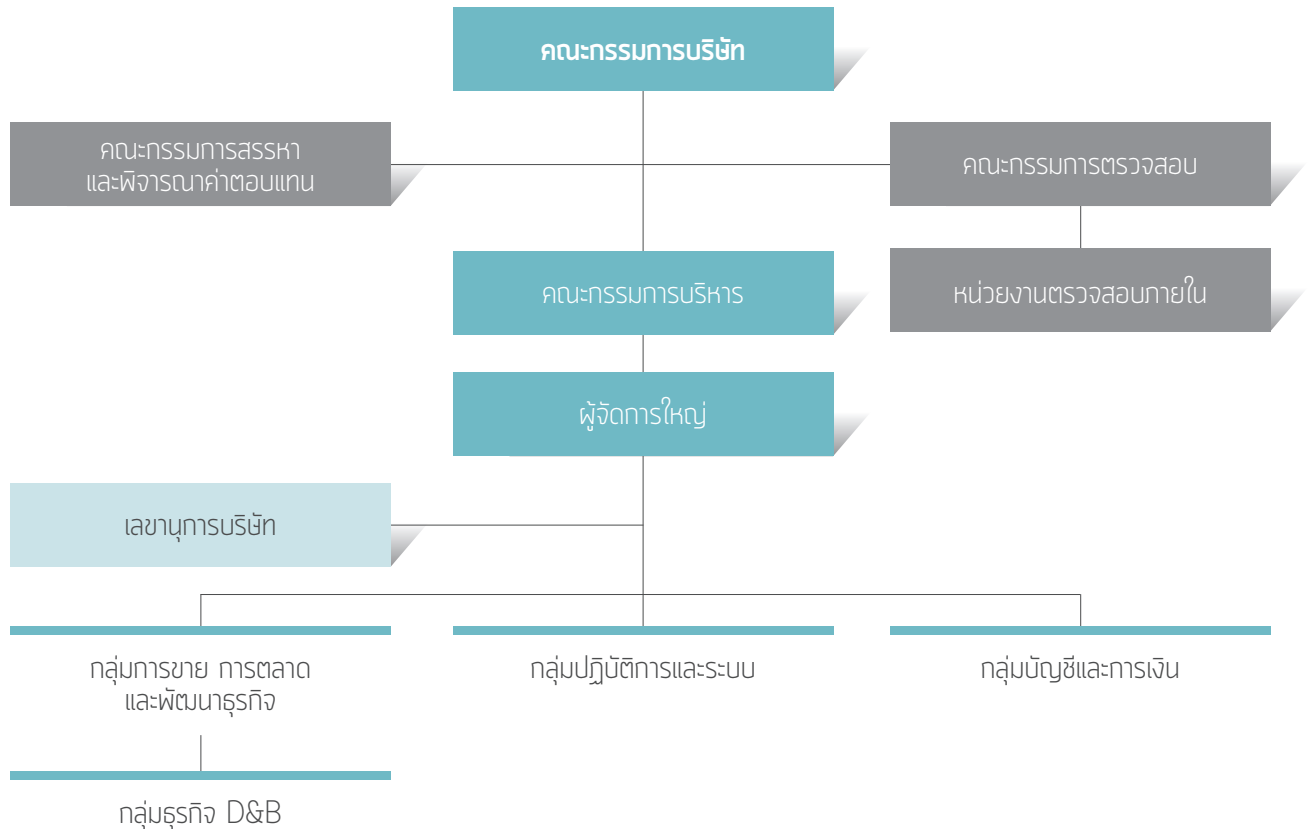 คณะกรรมการบริษัท
คณะกรรมการสรรหา
และพิจารณาค่าตอบแทน
คณะกรรมการตรวจสอบ
คณะกรรมการบริหาร
หน่วยงานตรวจสอบภายใน
ผู้จัดการใหญ่
เลขานุการบริษัท
กลุ่มการขาย การตลาด
และพัฒนาธุรกิจ
กลุ่มปฏิบัติการและระบบ
กลุ่มบัญชีและการเงิน
กลุ่มธุรกิจ D&B